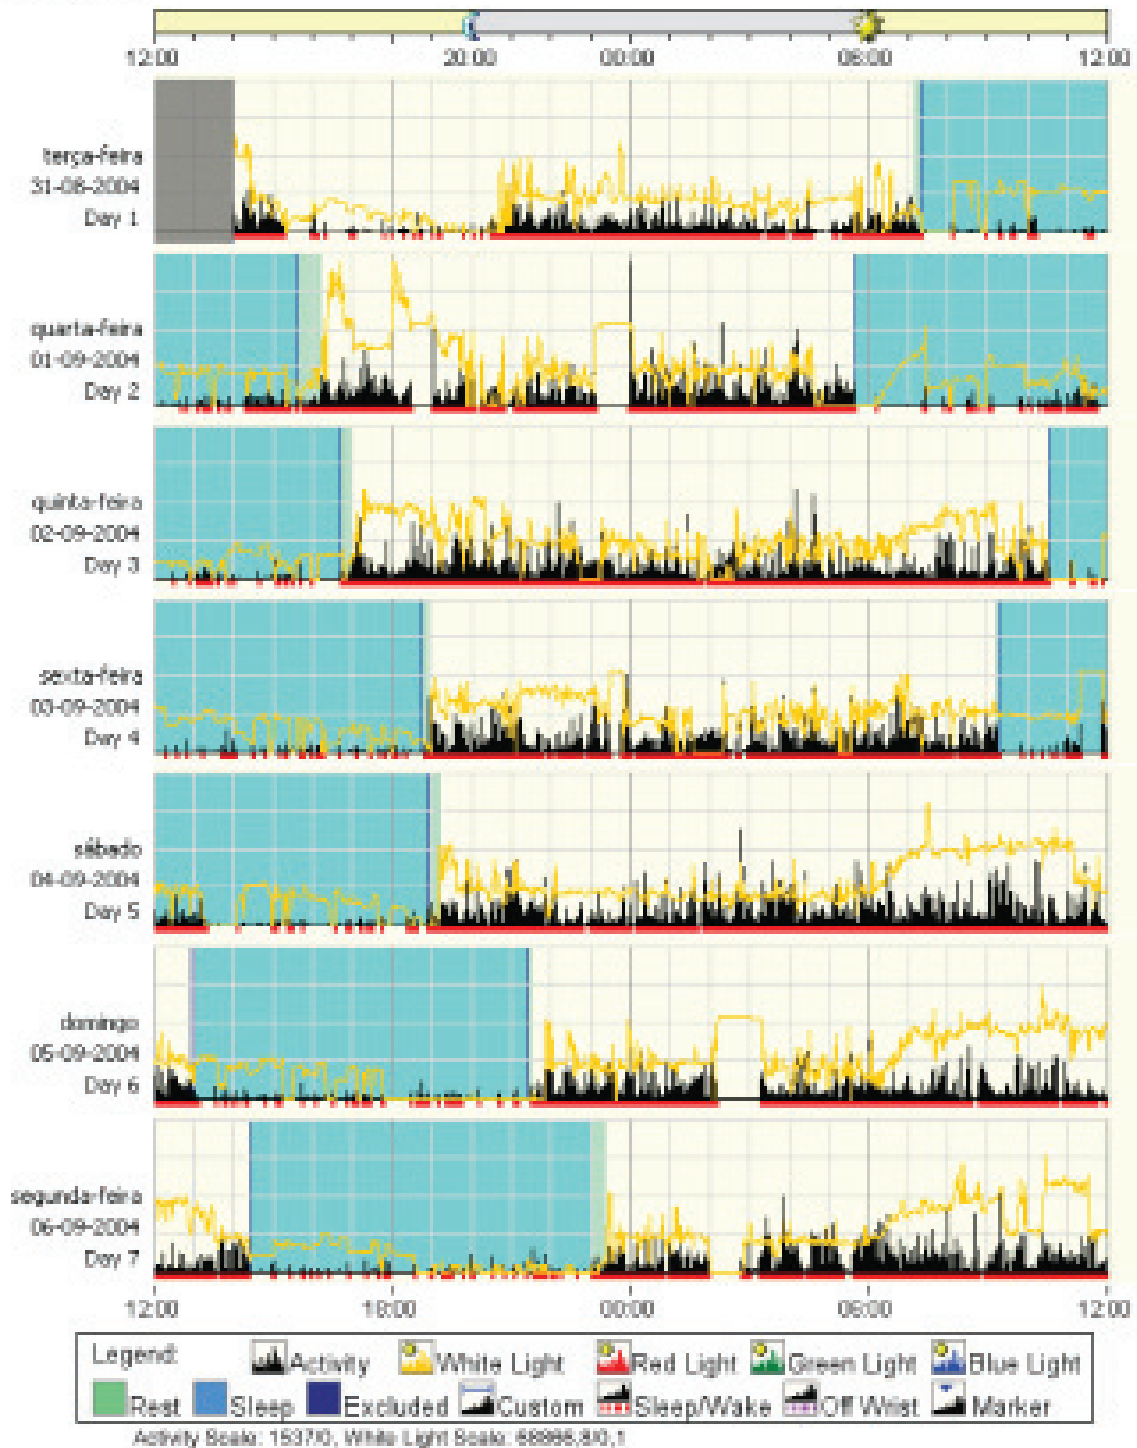 12:00 20:00 00:00 06:00 12:00
terça-feira
31-08-2004
Day 1
quarta-feira
01-09-2004
Day 2
quinta-feira
02-09-2004
Day 3
sexta-feira
03-09-2004
Day 4
sábado
04-09-2004
Day 5
domingo
05-09-2004
Day 6
segunda-feira
06-09-2004
Day 7
12:00 18:00 00:00 06:00 12:00
Legend: Activity White Light Red Light Green Light Blue Light
Rest Sleep Excluded Custom Sleep/Wake Off Wrist Marker
Activity Scale: 1537/0, White Light Scale: